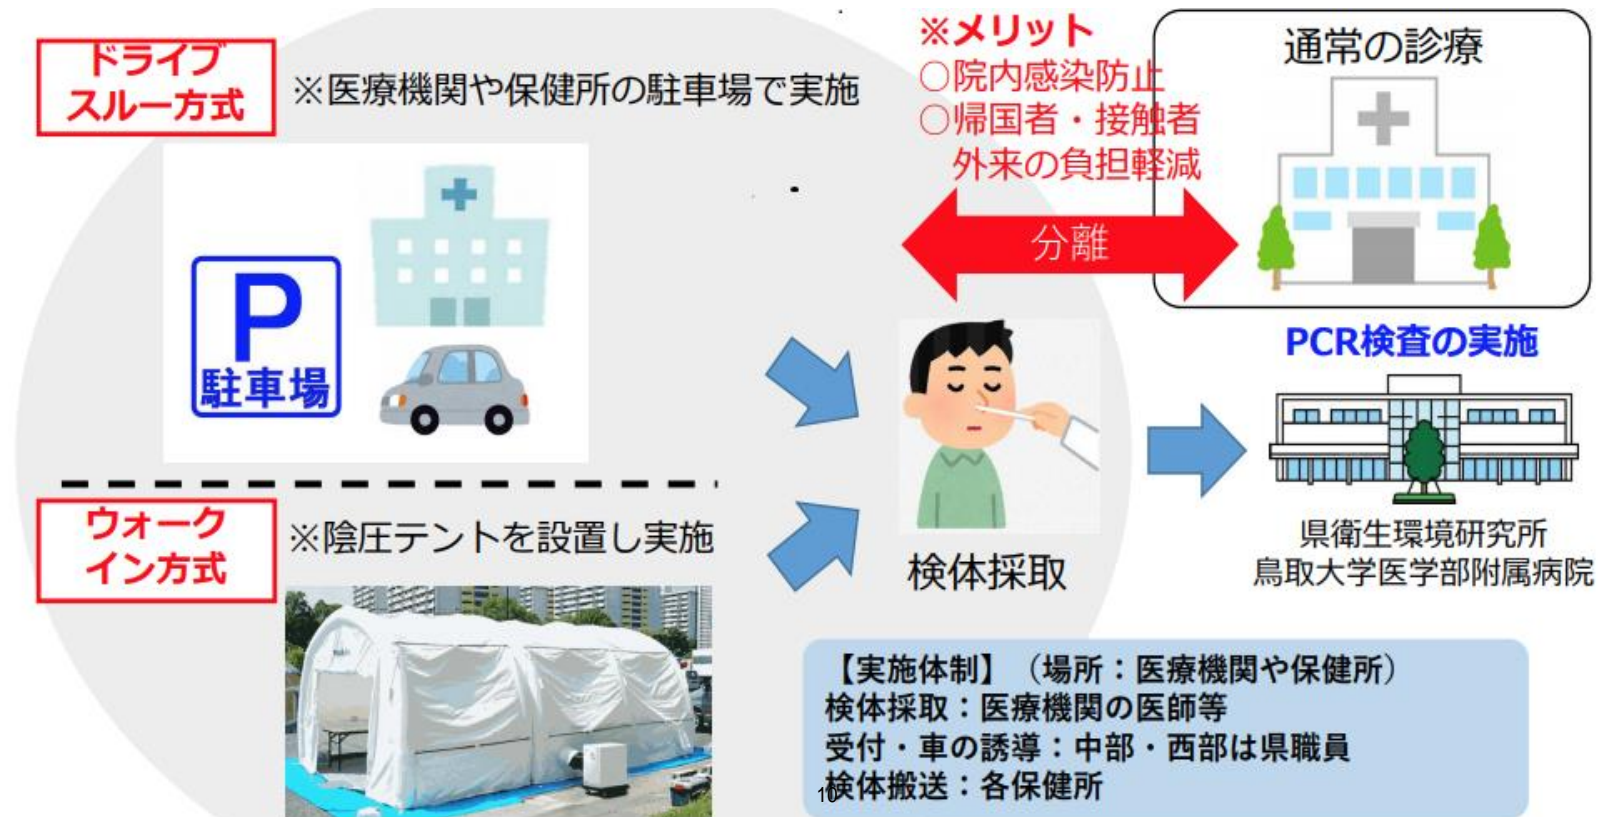 ドライブ
スルー方式
※医療機関や保健所の駐車場で実施
P
駐車場
※メリット
○院内感染防止
○帰国者・接触者
外来の負担軽減
分離
通常の診療
ウォーク
イン方式
※陰圧テントを設置し実施
検体採取
PCR検査の実施
県衛生環境研究所
鳥取大学医学部附属病院
【実施体制】（場所：医療機関や保健所）
検体採取：医療機関の医師等
受付・車の誘導：中部・西部は県職員
検体搬送：各保健所
10